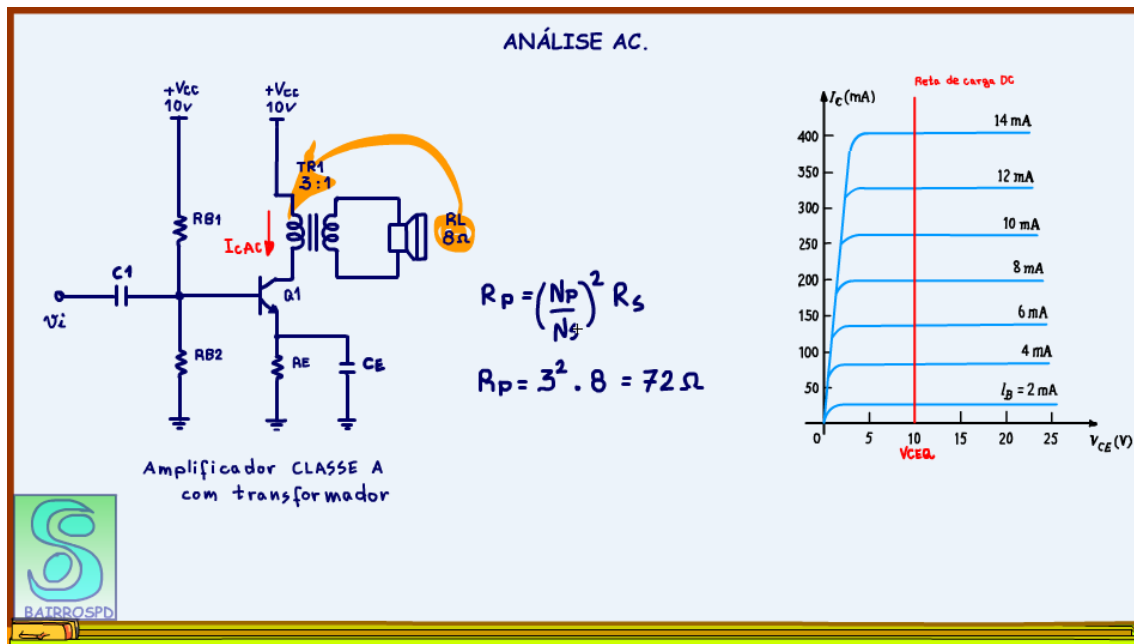 ANÁLISE AC.
+Vcc
10v
+Vcc
10v
TR1
3:1
RB1
IcAC
RL
8Ω
C1
Vi
Q1
RB2
RE
CE
Amplificador CLASSE A
com transformador
Rp = (Np/Ns)² Rs
Rp = 3² . 8 = 72 Ω
Reta de carga DC
IC (mA)
400
350
300
250
200
150
100
50
0
5
10
15
20
25
VCE (V)
VCEQ
14 mA
12 mA
10 mA
8 mA
6 mA
4 mA
IB = 2 mA
BAIRROSPD